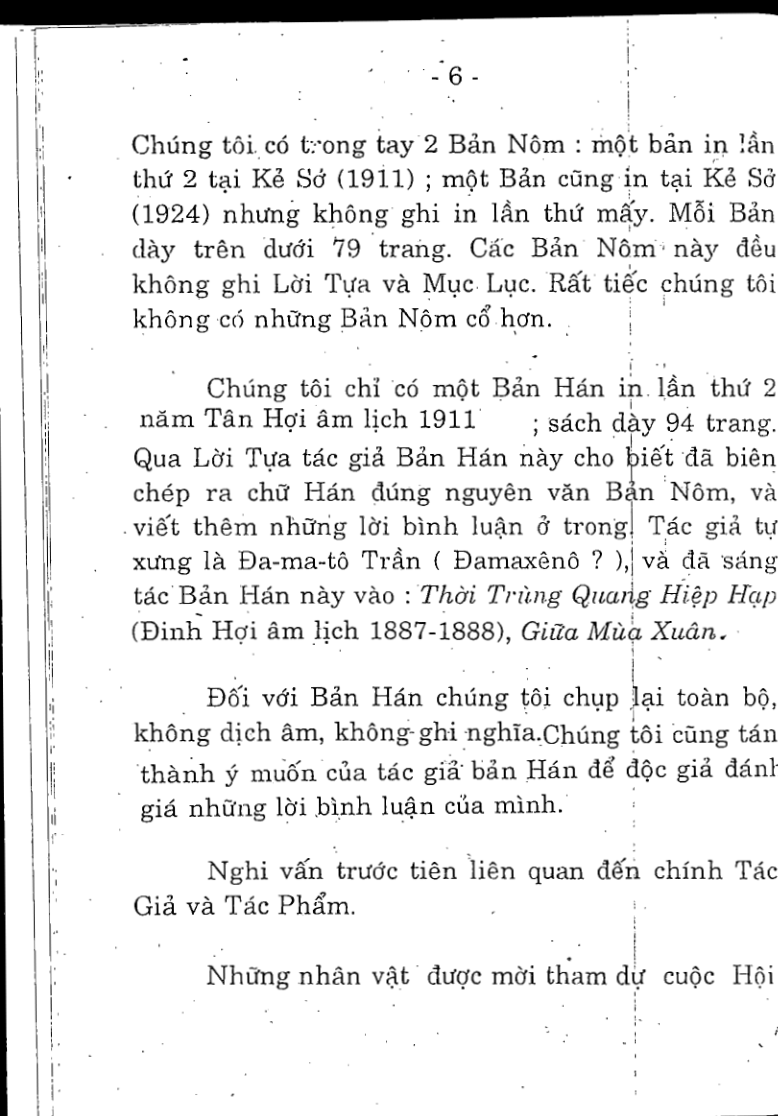 - 6 -
Chúng tôi có trong tay 2 Bản Nôm : một bản in lần
thứ 2 tại Kẻ Sở (1911) ; một Bản cũng in tại Kẻ Sở
(1924) nhưng không ghi in lần thứ mấy. Mỗi Bản
dày trên dưới 79 trang. Các Bản Nôm này đều
không ghi Lời Tựa và Mục Lục. Rất tiếc chúng tôi
không có những Bản Nôm cổ hơn.
Chúng tôi chỉ có một Bản Hán in lần thứ 2
năm Tân Hợi âm lịch 1911 ; sách dày 94 trang.
Qua Lời Tựa tác giả Bản Hán này cho biết đã biên
chép ra chữ Hán đúng nguyên văn Bản Nôm, và
viết thêm những lời bình luận ở trong. Tác giả tự
xưng là Đa-ma-tô Trần ( Đamaxênô ? ), và đã sáng
tác Bản Hán này vào : Thời Trùng Quang Hiệp Hạp
(Đinh Hợi âm lịch 1887-1888), Giữa Mùa Xuân.
Đối với Bản Hán chúng tôi chụp lại toàn bộ,
không dịch âm, không ghi nghĩa.Chúng tôi cũng tán
thành ý muốn của tác giả bản Hán để độc giả đánh
giá những lời bình luận của mình.
Nghi vấn trước tiên liên quan đến chính Tác
Giả và Tác Phẩm.
Những nhân vật được mời tham dự cuộc Hội